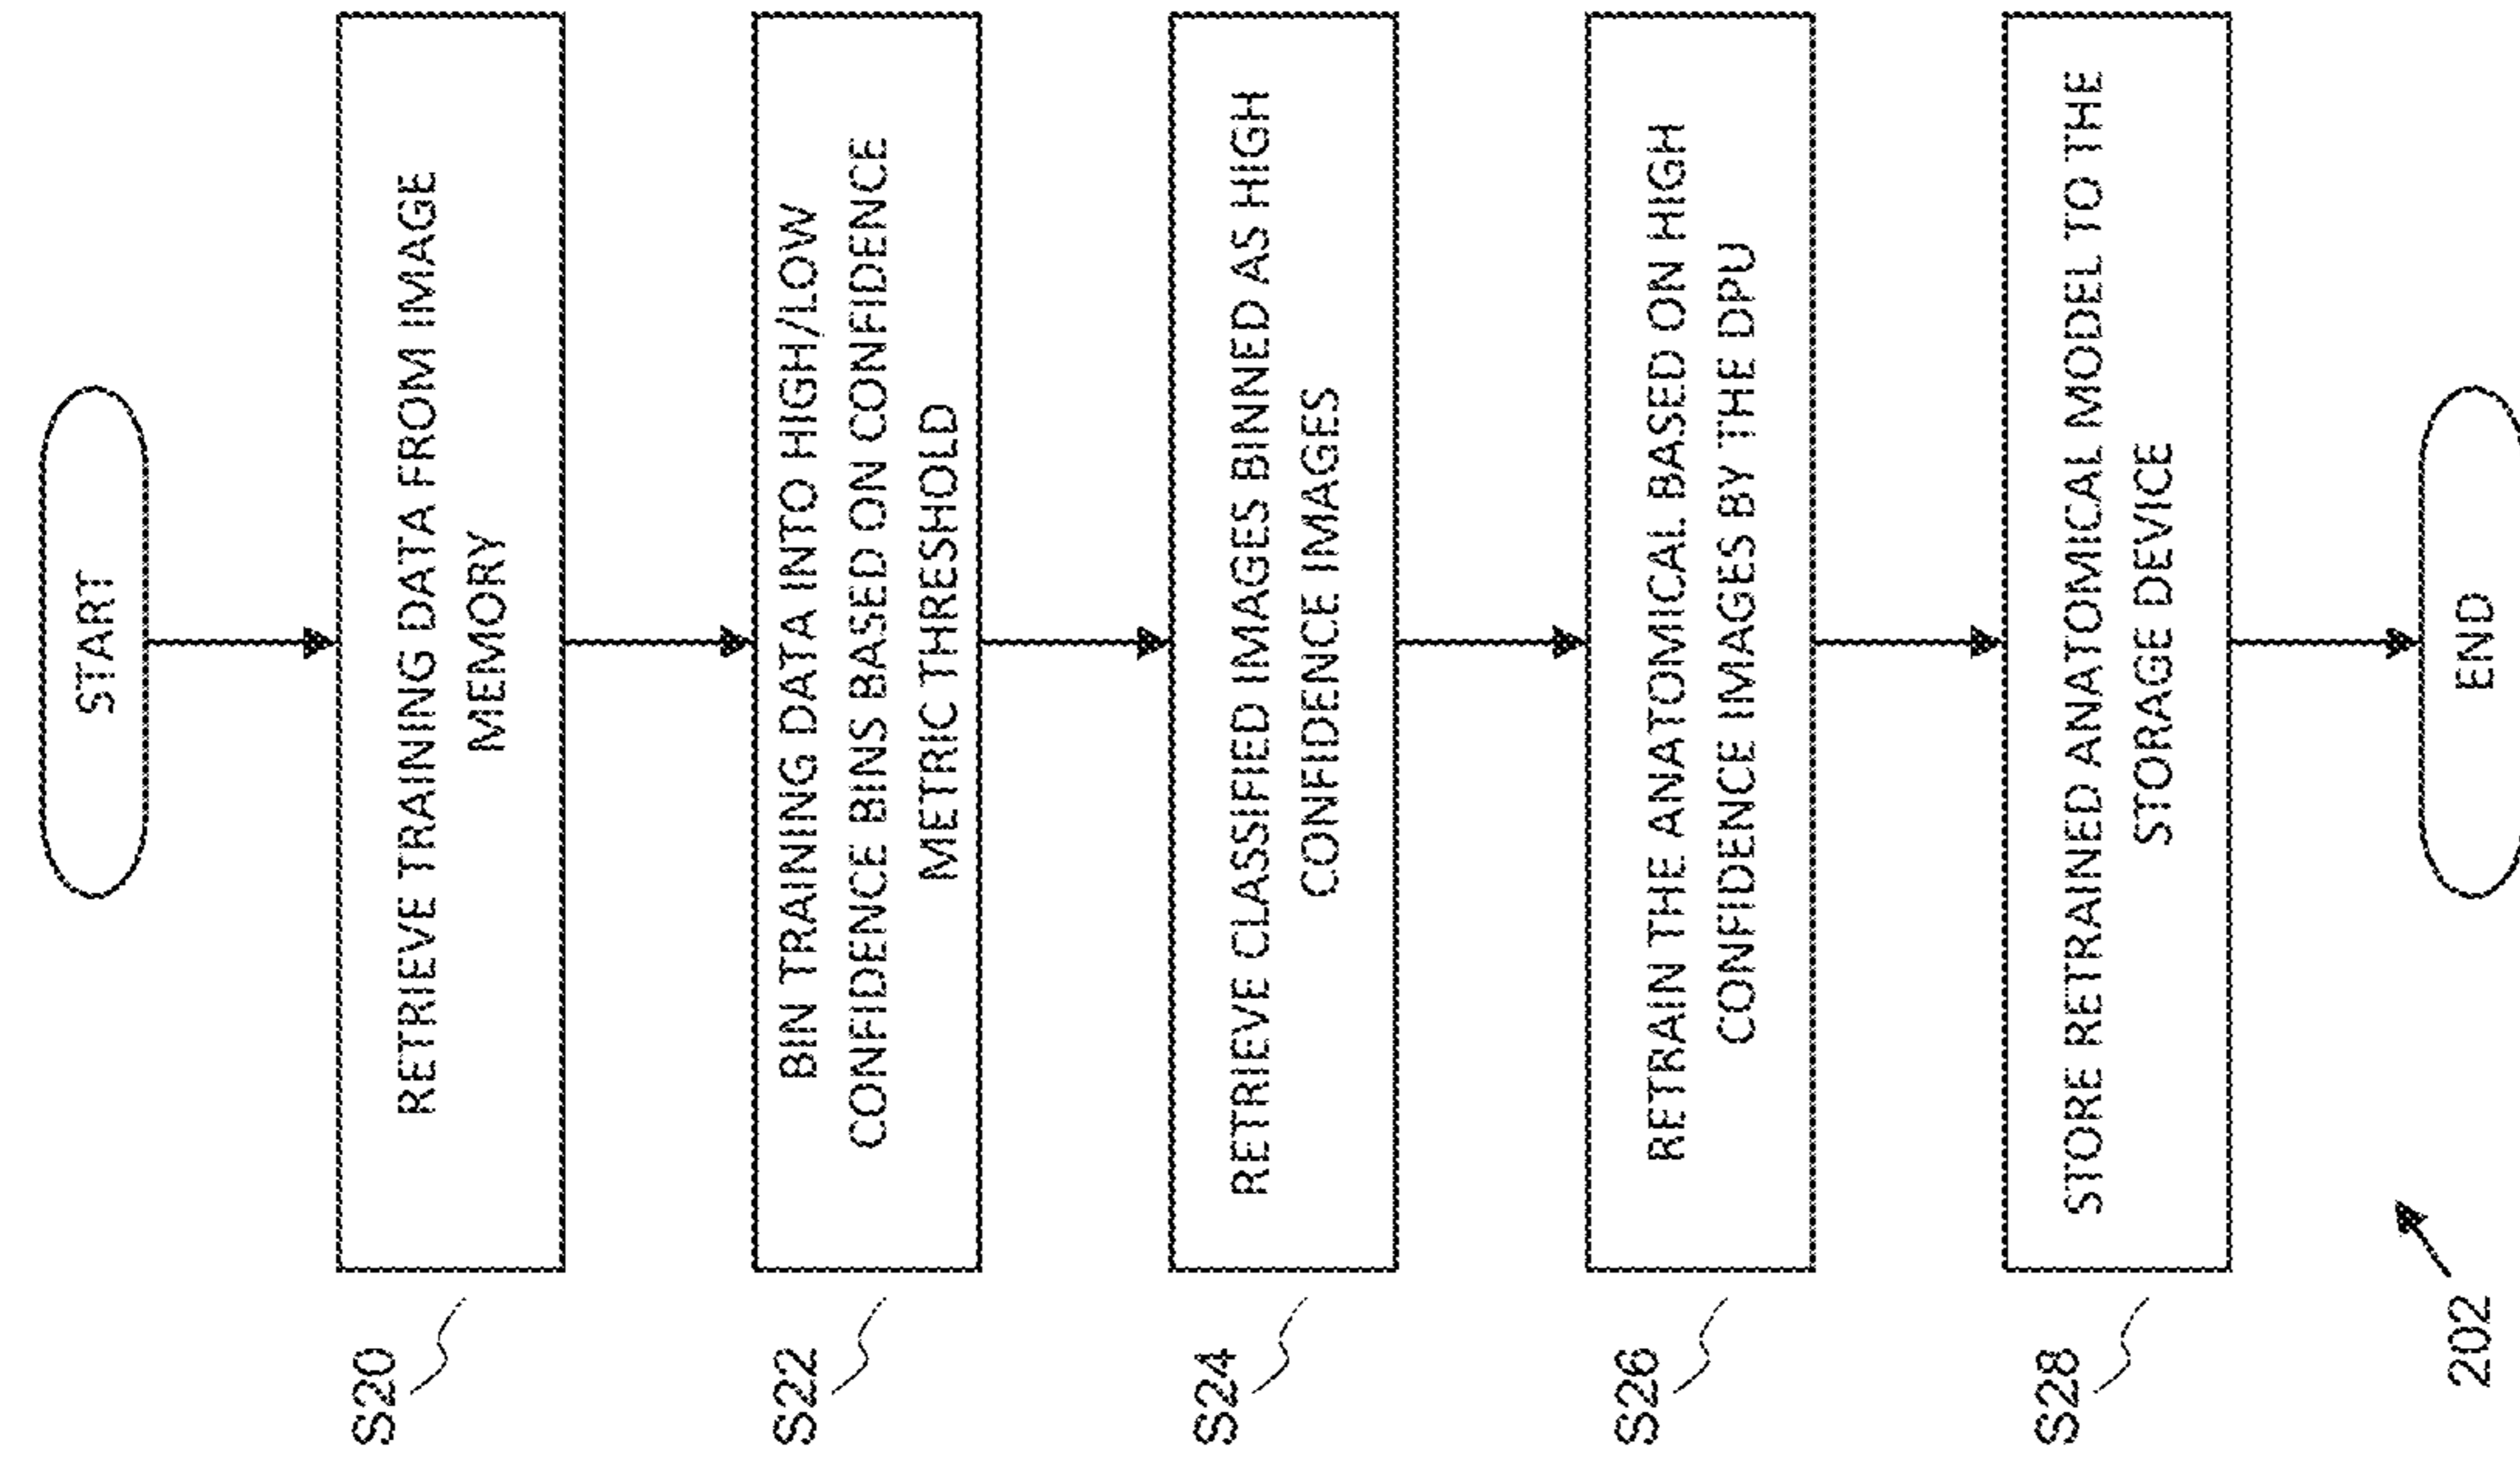 START
S20
RETRIEVE TRAINING DATA FROM IMAGE
MEMORY
S22
BIN TRAINING DATA INTO HIGH/LOW
CONFIDENCE BINS BASED ON CONFIDENCE
METRIC THRESHOLD
S24
RETRIEVE CLASSIFIED IMAGES BINNED AS HIGH
CONFIDENCE IMAGES
S26
RETRAIN THE ANATOMICAL BASED ON HIGH
CONFIDENCE IMAGES BY THE DPU
S28
STORE RETRAINED ANATOMICAL MODEL TO THE
STORAGE DEVICE
END
202